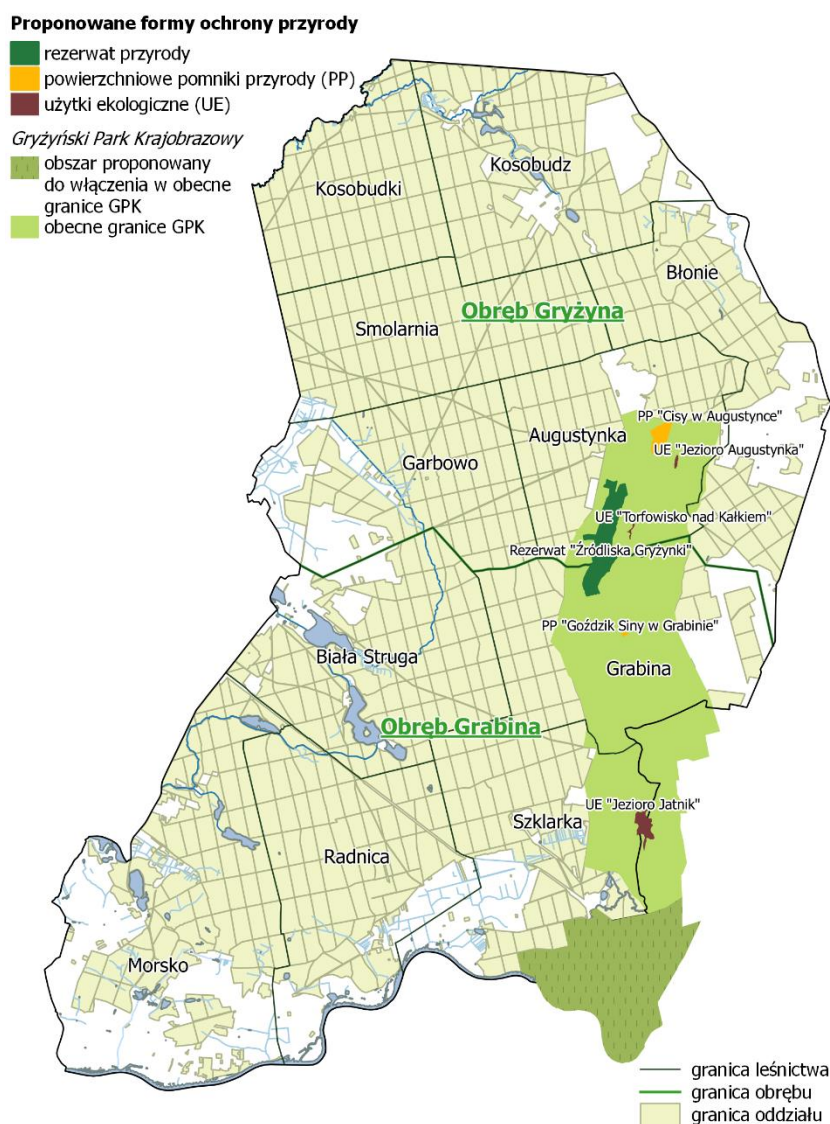 Proponowane formy ochrony przyrody
rezerwat przyrody
powierzchniowe pomniki przyrody (PP)
użytki ekologiczne (UE)
Gryżyński Park Krajobrazowy
obszar proponowany
do włączenia w obecne
granice GPK
obecne granice GPK
Kosobudz
Kosobudki
Błonie
Obręb Gryżyna
Smolarnia
PP "Cisy w Augustynce"
Augustynka
UE "Jezioro Augustynka"
Garbowo
UE "Torfowisko nad Kałkiem"
Rezerwat "Źródliska Gryżynki"
PP "Goździk Siny w Grabinie"
Biała Struga
Grabina
Obręb Grabina
UE "Jezioro Jatnik"
Szklarka
Radnica
Morsko
granica leśnictwa
granica obrębu
granica oddziału